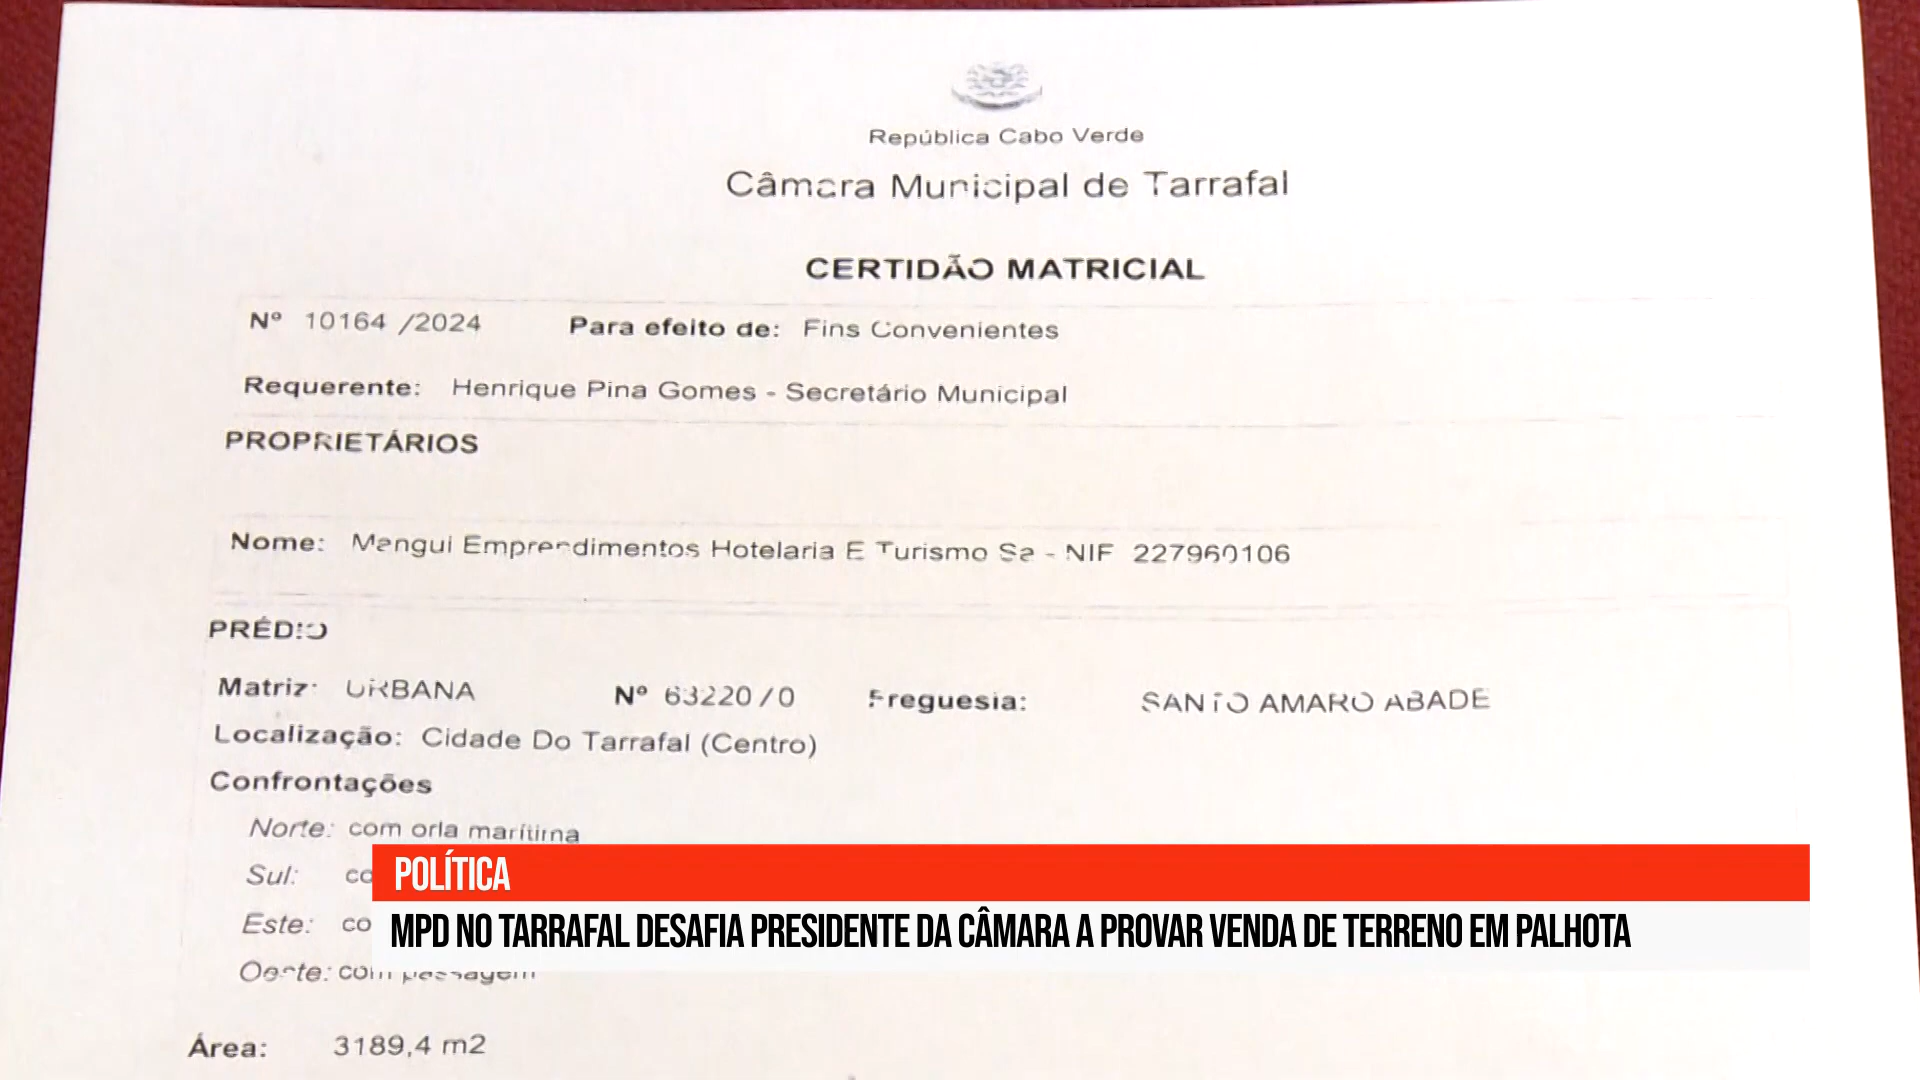 República Cabo Verde
Câmara Municipal de Tarrafal
CERTIDÃO MATRICIAL
Nº 10164 /2024 Para efeito de: Fins Convenientes
Requerente: Henrique Pina Gomes - Secretário Municipal
PROPRIETÁRIOS
Nome: Mangui Emprendimentos Hotelaria E Turismo Sa - NIF 227960106
PRÉDIO
Matriz: URBANA Nº 63220 / 0 Freguesia: SANTO AMARO ABADE
Localização: Cidade Do Tarrafal (Centro)
Confrontações
Norte: com orla marítima
Sul:
Este:
Oeste: com passagem
POLÍTICA
MPD NO TARRAFAL DESAFIA PRESIDENTE DA CÂMARA A PROVAR VENDA DE TERRENO EM PALHOTA
Área: 3189,4 m2